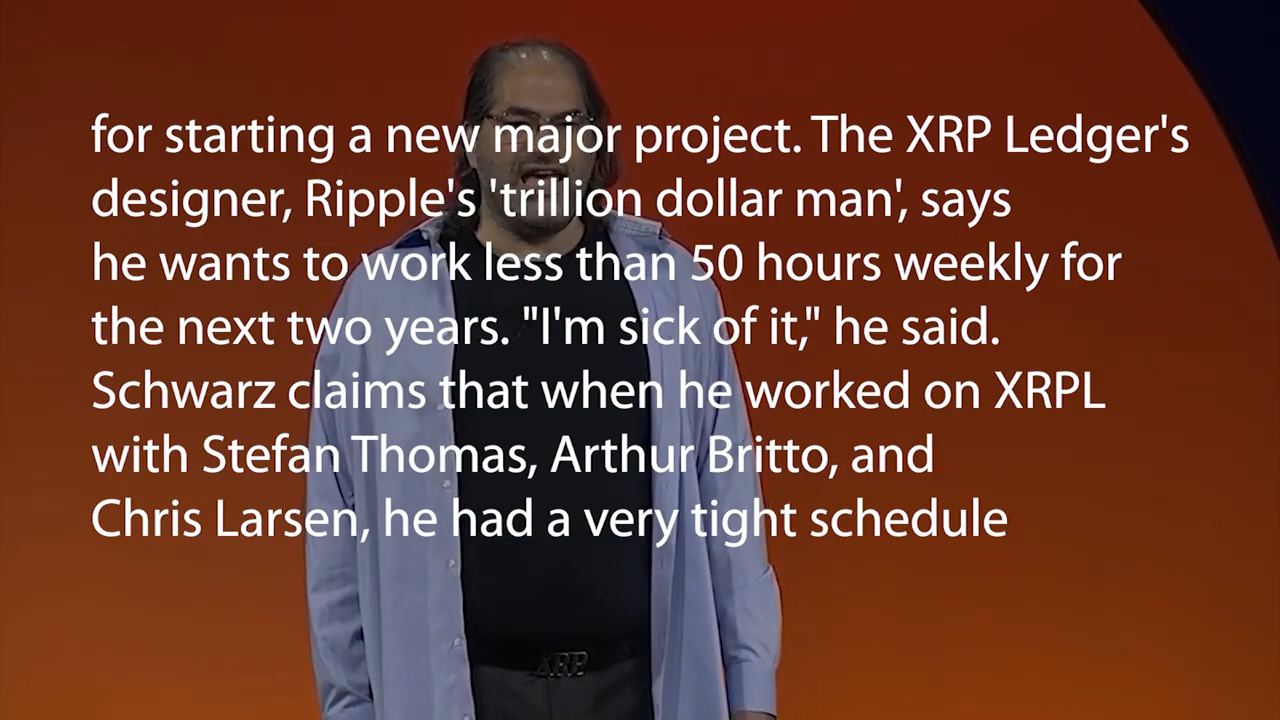 for starting a new major project. The XRP Ledger's
designer, Ripple's 'trillion dollar man', says
he wants to work less than 50 hours weekly for
the next two years. "I'm sick of it," he said.
Schwarz claims that when he worked on XRPL
with Stefan Thomas, Arthur Britto, and
Chris Larsen, he had a very tight schedule
XRP